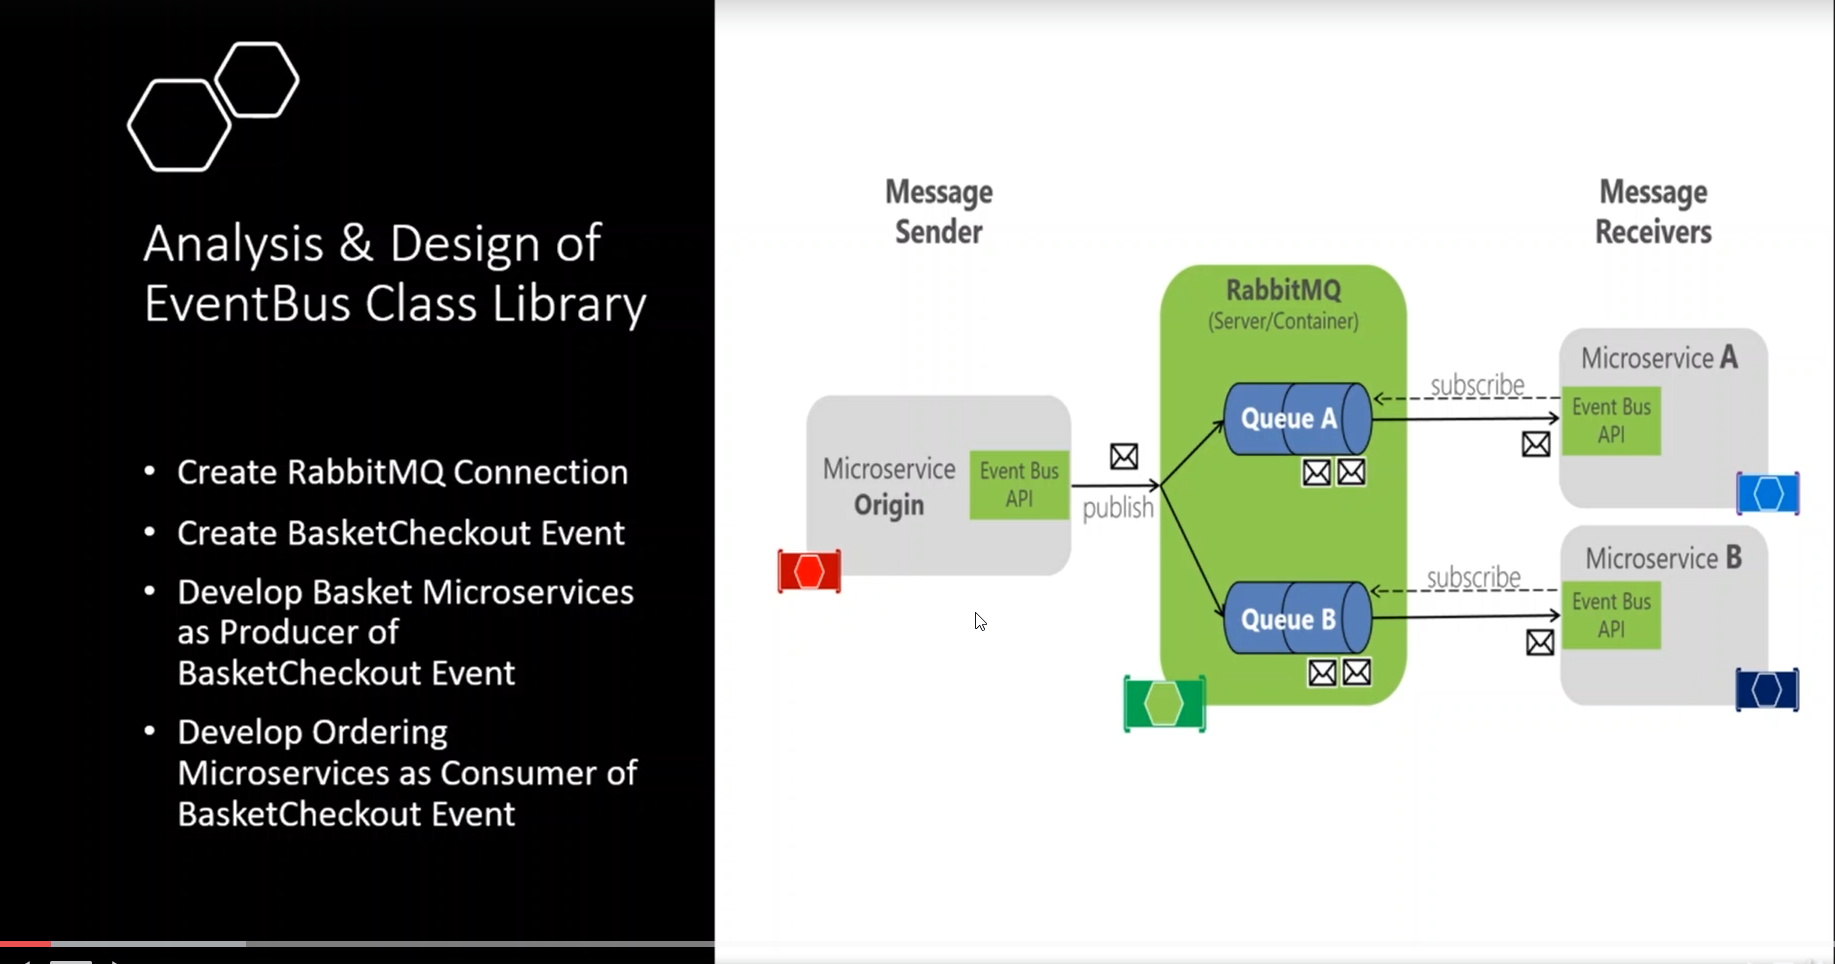 Analysis & Design of
EventBus Class Library
• Create RabbitMQ Connection
• Create BasketCheckout Event
• Develop Basket Microservices
as Producer of
BasketCheckout Event
• Develop Ordering
Microservices as Consumer of
BasketCheckout Event
Message
Sender
Microservice
Origin
Event Bus
API
publish
RabbitMQ
(Server/Container)
Queue A
Queue B
subscribe
subscribe
Message
Receivers
Microservice A
Event Bus
API
Microservice B
Event Bus
API